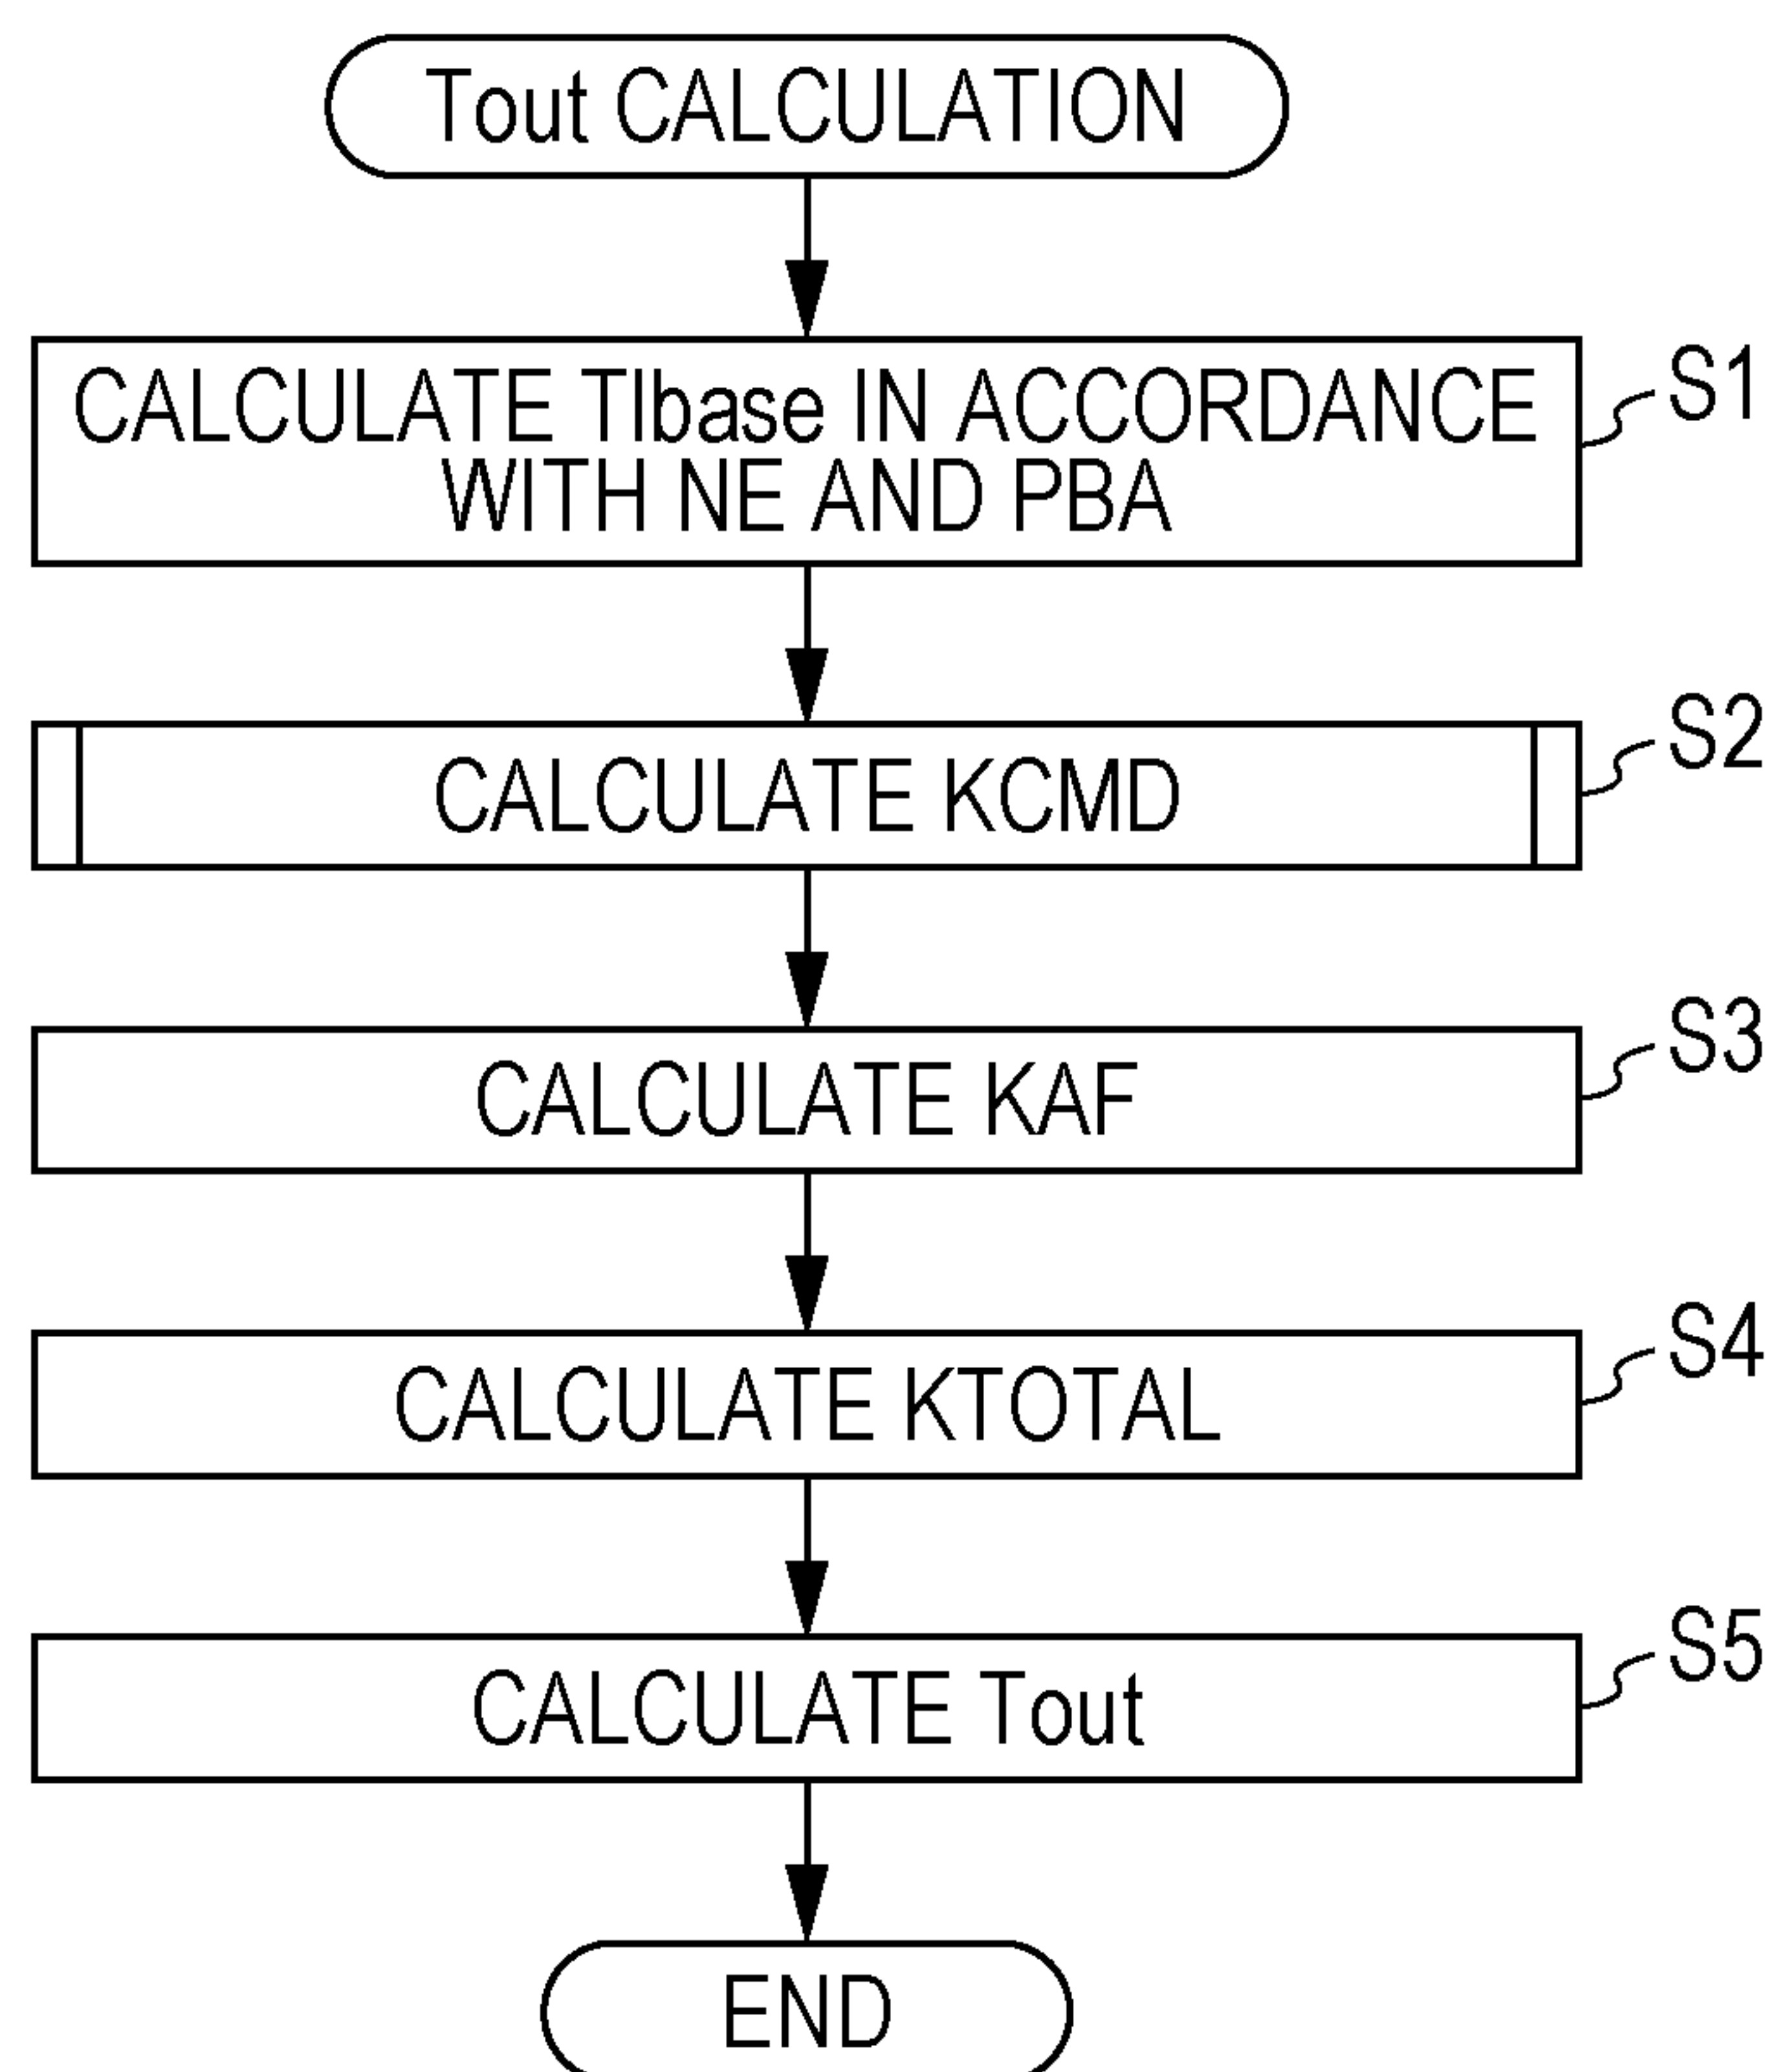 Tout CALCULATION
CALCULATE TIbase IN ACCORDANCE
WITH NE AND PBA
S1
CALCULATE KCMD
S2
CALCULATE KAF
S3
CALCULATE KTOTAL
S4
CALCULATE Tout
S5
END